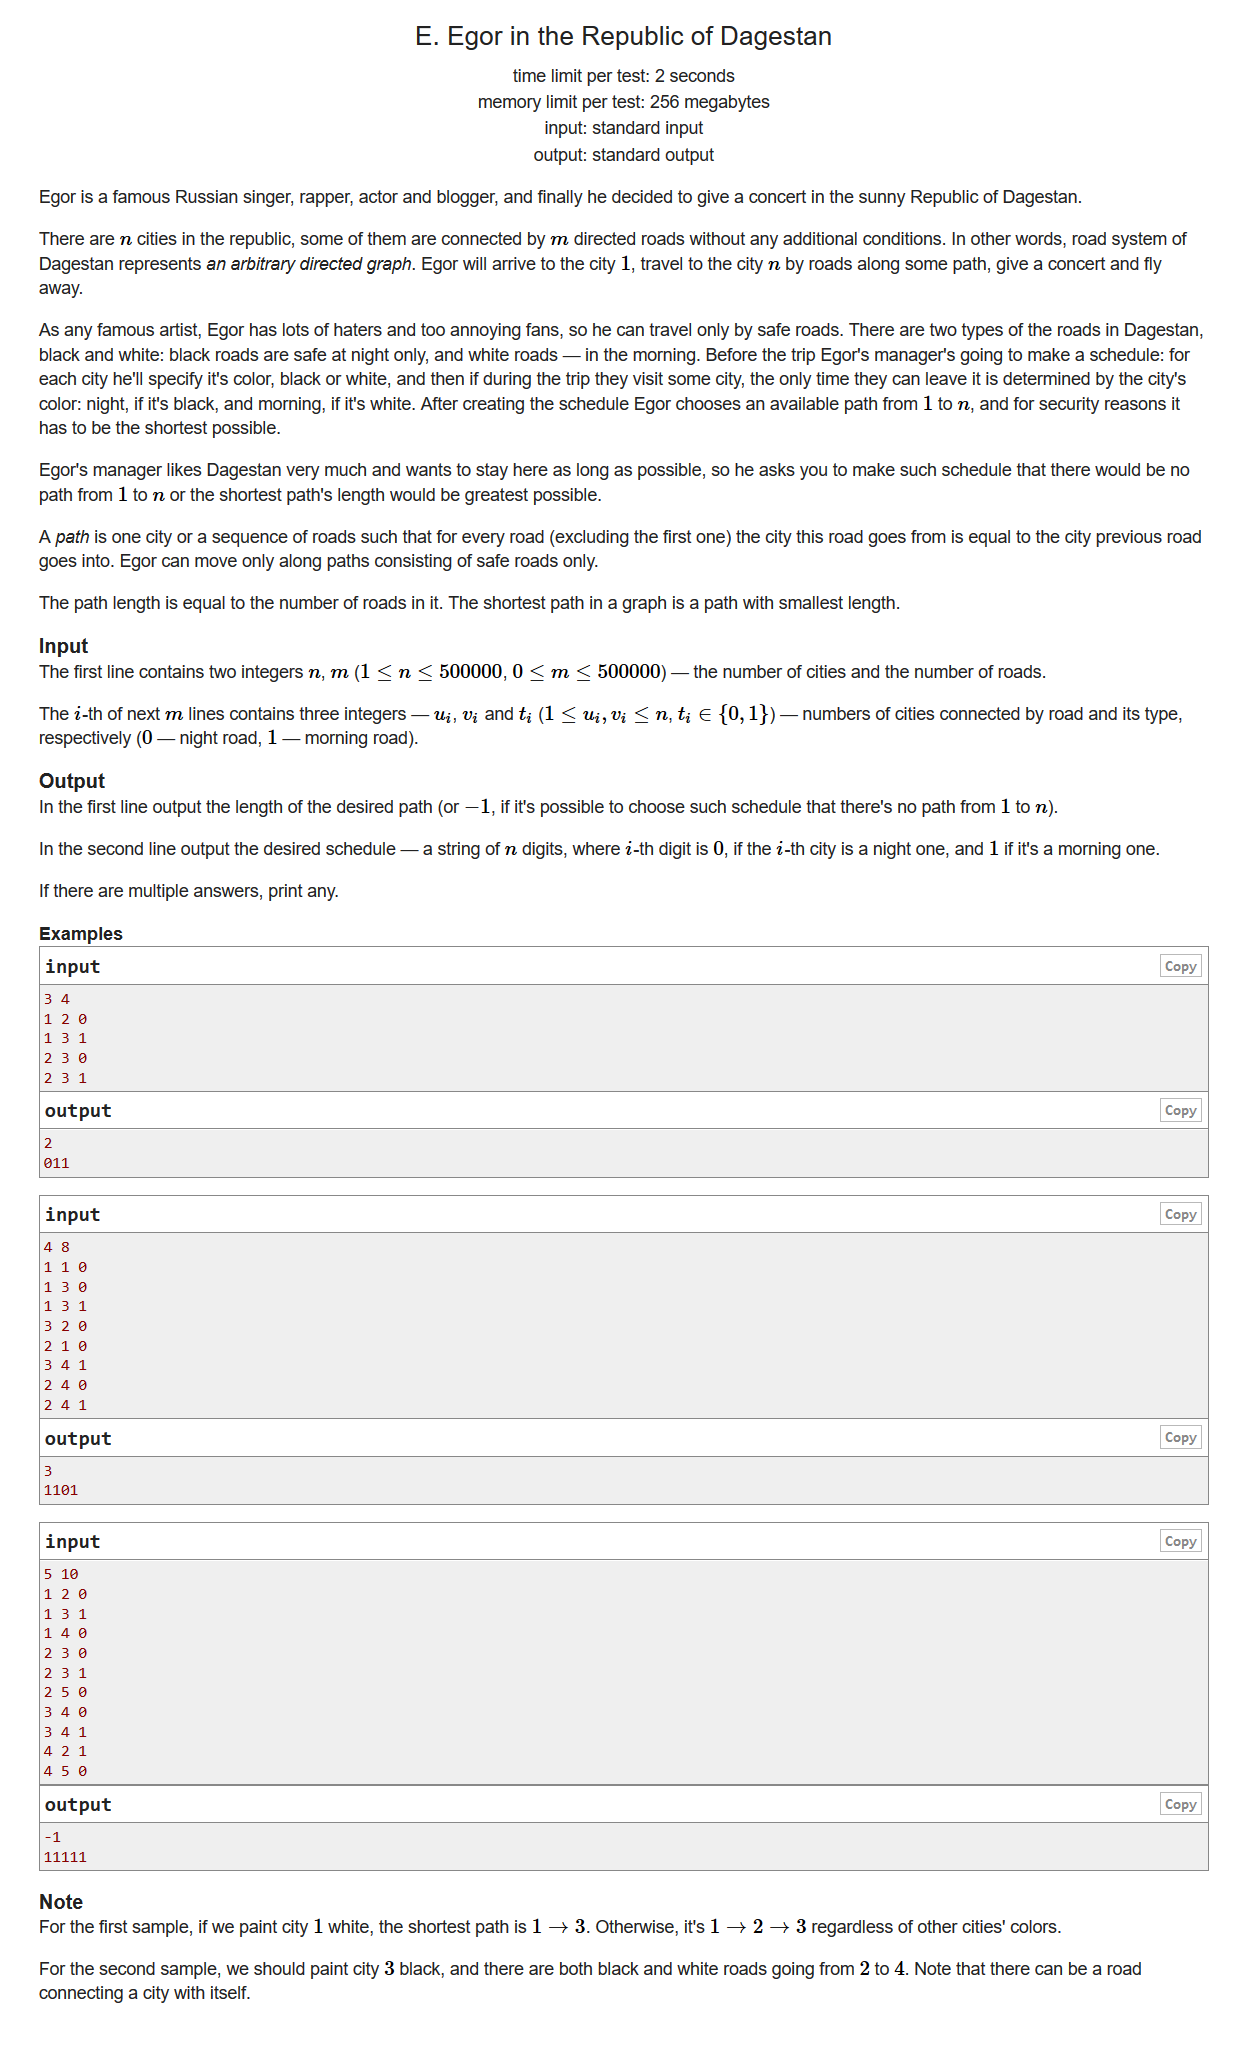 E. Egor in the Republic of Dagestan
time limit per test: 2 seconds
memory limit per test: 256 megabytes
input: standard input
output: standard output
Egor is a famous Russian singer, rapper, actor and blogger, and finally he decided to give a concert in the sunny Republic of Dagestan.
There are n cities in the republic, some of them are connected by m directed roads without any additional conditions. In other words, road system of
Dagestan represents an arbitrary directed graph. Egor will arrive to the city 1, travel to the city n by roads along some path, give a concert and fly
away.
As any famous artist, Egor has lots of haters and too annoying fans, so he can travel only by safe roads. There are two types of the roads in Dagestan,
black and white: black roads are safe at night only, and white roads — in the morning. Before the trip Egor's manager's going to make a schedule: for
each city he'll specify it's color, black or white, and then if during the trip they visit some city, the only time they can leave it is determined by the city's
color: night, if it's black, and morning, if it's white. After creating the schedule Egor chooses an available path from 1 to n, and for security reasons it
has to be the shortest possible.
Egor's manager likes Dagestan very much and wants to stay here as long as possible, so he asks you to make such schedule that there would be no
path from 1 to n or the shortest path's length would be greatest possible.
A path is one city or a sequence of roads such that for every road (excluding the first one) the city this road goes from is equal to the city previous road
goes into. Egor can move only along paths consisting of safe roads only.
The path length is equal to the number of roads in it. The shortest path in a graph is a path with smallest length.
Input
The first line contains two integers n, m (1 ≤ n ≤ 500000, 0 ≤ m ≤ 500000) — the number of cities and the number of roads.
The i-th of next m lines contains three integers — u_i, v_i and t_i (1 ≤ u_i, v_i ≤ n, t_i ∈ {0, 1}) — numbers of cities connected by road and its type,
respectively (0 — night road, 1 — morning road).
Output
In the first line output the length of the desired path (or −1, if it's possible to choose such schedule that there's no path from 1 to n).
In the second line output the desired schedule — a string of n digits, where i-th digit is 0, if the i-th city is a night one, and 1 if it's a morning one.
If there are multiple answers, print any.
Examples
input
Copy
3 4
1 2 0
1 3 1
2 3 0
2 3 1
output
Copy
2
011
input
Copy
4 8
1 1 0
1 3 0
1 3 1
3 2 0
2 1 0
3 4 1
2 4 0
2 4 1
output
Copy
3
1101
input
Copy
5 10
1 2 0
1 3 1
1 4 0
2 3 0
2 3 1
2 5 0
3 4 0
3 4 1
4 2 1
4 5 0
output
Copy
-1
11111
Note
For the first sample, if we paint city 1 white, the shortest path is 1 → 3. Otherwise, it's 1 → 2 → 3 regardless of other cities' colors.
For the second sample, we should paint city 3 black, and there are both black and white roads going from 2 to 4. Note that there can be a road
connecting a city with itself.